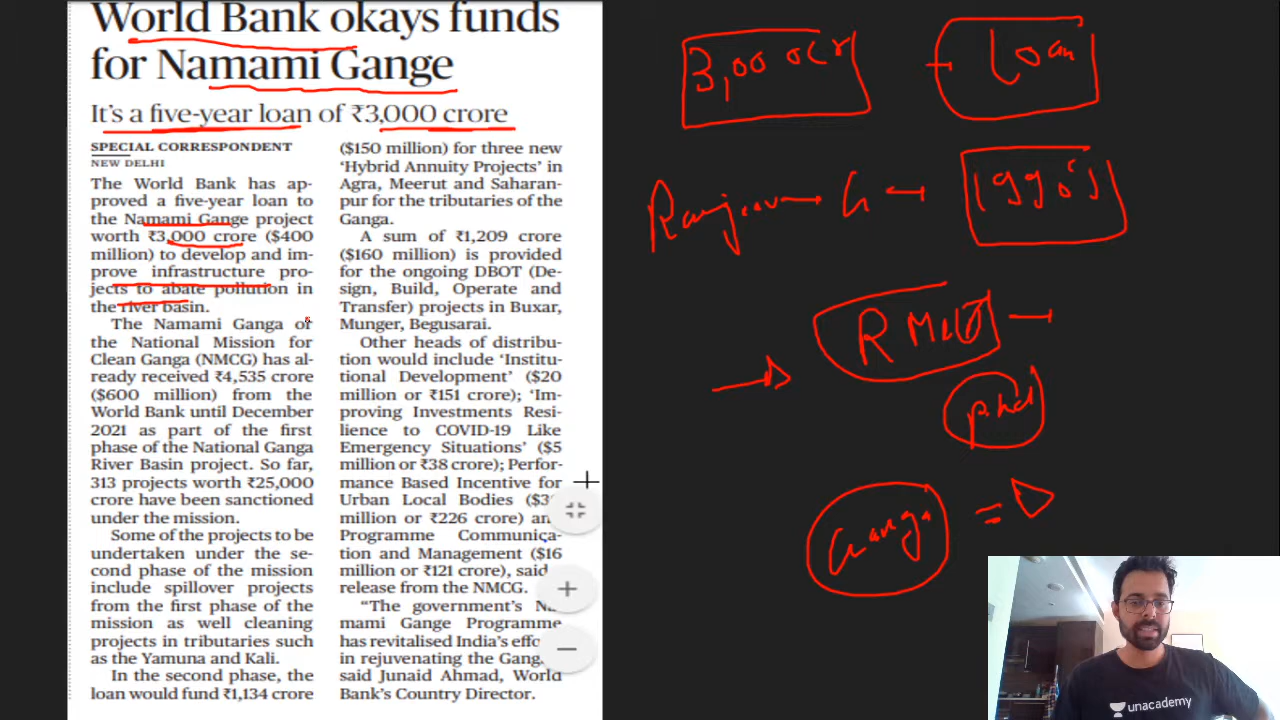 World Bank okays funds
for Namami Gange
It's a five-year loan of ₹3,000 crore
SPECIAL CORRESPONDENT
NEW DELHI
The World Bank has ap-
proved a five-year loan to
the Namami Gange project
worth ₹3,000 crore ($400
million) to develop and im-
prove infrastructure pro-
jects to abate pollution in
the river basin.
The Namami Ganga or
the National Mission for
Clean Ganga (NMCG) has al-
ready received ₹4,535 crore
($600 million) from the
World Bank until December
2021 as part of the first
phase of the National Ganga
River Basin project. So far,
313 projects worth ₹25,000
crore have been sanctioned
under the mission.
Some of the projects to be
undertaken under the se-
cond phase of the mission
include spillover projects
from the first phase of the
mission as well cleaning
projects in tributaries such
as the Yamuna and Kali.
In the second phase, the
loan would fund ₹1,134 crore
($150 million) for three new
'Hybrid Annuity Projects' in
Agra, Meerut and Saharan-
pur for the tributaries of the
Ganga.
A sum of ₹1,209 crore
($160 million) is provided
for the ongoing DBOT (De-
sign, Build, Operate and
Transfer) projects in Buxar,
Munger, Begusarai.
Other heads of distribu-
tion would include 'Institu-
tional Development' ($20
million or ₹151 crore); 'Im-
proving Investments Resi-
lience to COVID-19 Like
Emergency Situations' ($5
million or ₹38 crore); Perfor-
mance Based Incentive for
Urban Local Bodies
million or ₹226 crore)
Programme Communica-
tion and Management ($16
million or ₹121 crore), said
release from the NMCG.
"The government's
mami Gange Programme
has revitalised India's
in rejuvenating the
said Junaid Ahmad, World
Bank's Country Director.
3,000 cr
loan
G
1990's
Phd
Ganga =
unacademy